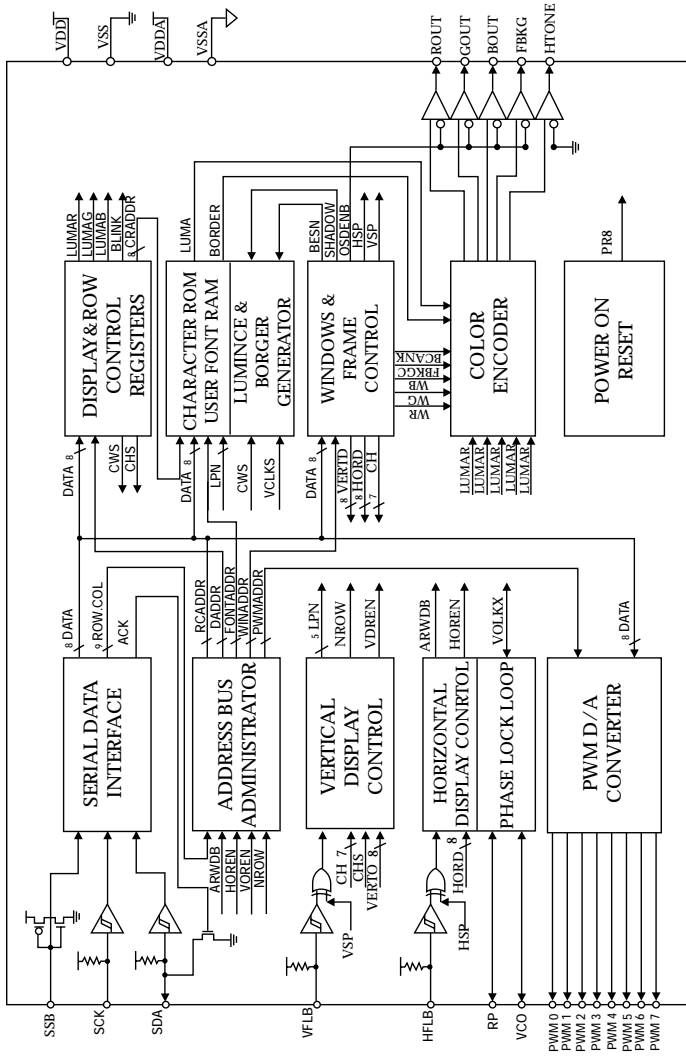 VDD
VSS
VDDA
VSSA
ROUT
GOUT
BOUT
FBKG
HTONE
LUMAR
LUMAG
LUMAB
BLINK
8 CRADDR
DISPLAY&ROW
CONTROL
REGISTERS
DATA 8
CWS
CHS
LUMA
BORDER
CHARACTER ROM
USER FONT RAM
LUMINCE &
BORGER
GENERATOR
DATA 8
LPN
CWS
VCLKS
BESN
SHADOW
OSDENB
HSP
VSP
WINDOWS &
FRAME
CONTROL
DATA 8
8 VERTD
8 HORD
7 CH
BCANK
FBKGC
WB
WG
WR
COLOR
ENCODER
LUMAR
LUMAR
LUMAR
LUMAR
LUMAR
POWER ON
RESET
PR8
8 DATA
9 ROW.COL
ACK
SERIAL DATA
INTERFACE
RCADDR
DADDR
FONTADDR
WINADDR
PWMADDR
ADDRESS BUS
ADMINISTRATOR
ARWDB
HOREN
VOREN
NROW
5 LPN
NROW
VDREN
VERTICAL
DISPLAY
CONTROL
CH 7
CHS
VERTO 8
VSP
ARWDB
HOREN
VOLKX
HORIZONTAL
DISPLAY CONRTOL
PHASE LOCK LOOP
HORD 8
HSP
8 DATA
PWM D/A
CONVERTER
SSB
SCK
SDA
VFLB
HFLB
RP
VCO
PWM 0
PWM 1
PWM 2
PWM 3
PWM 4
PWM 5
PWM 6
PWM 7